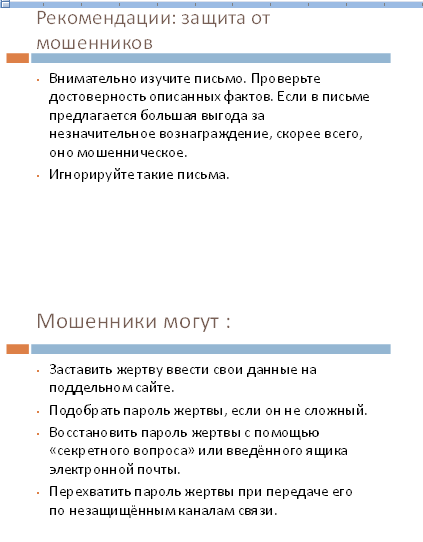 Рекомендации: защита от
мошенников
Внимательно изучите письмо. Проверьте
достоверность описанных фактов. Если в письме
предлагается большая выгода за
незначительное вознаграждение, скорее всего,
оно мошенническое.
Игнорируйте такие письма.
Мошенники могут :
Заставить жертву ввести свои данные на
поддельном сайте.
Подобрать пароль жертвы, если он не сложный.
Восстановить пароль жертвы с помощью
«секретного вопроса» или введённого ящика
электронной почты.
Перехватить пароль жертвы при передаче его
по незащищённым каналам связи.